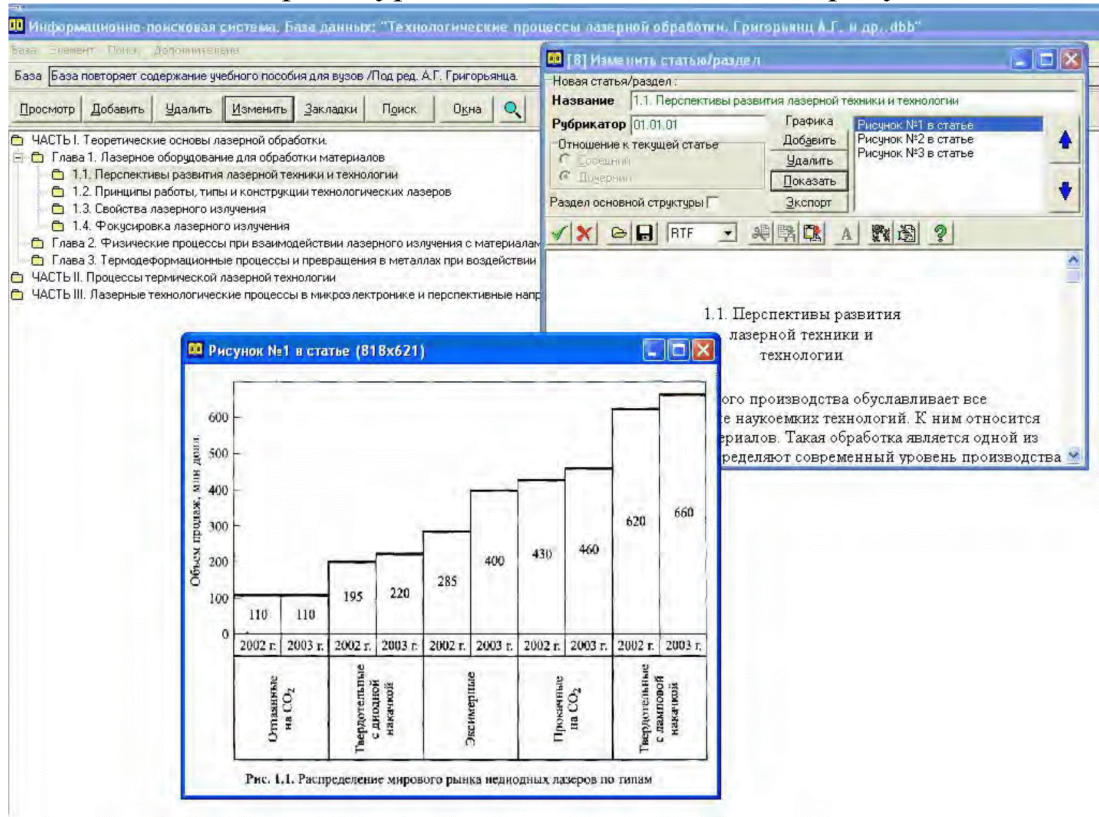 Информационно-поисковая система. База данных: "Технологические процессы лазерной обработки. Григорьянц А.Г. и др..dbb"
База Элемент Поиск Дополнительно
База База повторяет содержание учебного пособия для вузов /Под ред. А.Г. Григорьянца.
Просмотр Добавить Удалить Изменить Закладки Поиск Окна
ЧАСТЬ I. Теоретические основы лазерной обработки.
Глава 1. Лазерное оборудование для обработки материалов
1.1. Перспективы развития лазерной техники и технологии
1.2. Принципы работы, типы и конструкции технологических лазеров
1.3. Свойства лазерного излучения
1.4. Фокусировка лазерного излучения
Глава 2. Физические процессы при взаимодействии лазерного излучения с материалам
Глава 3. Термодеформационные процессы и превращения в металлах при воздействии
ЧАСТЬ II. Процессы термической лазерной технологии
ЧАСТЬ III. Лазерные технологические процессы в микроэлектронике и перспективные напр
[8] Изменить статью/раздел
Новая статья/раздел :
Название 1.1. Перспективы развития лазерной техники и технологии
Рубрикатор 01.01.01
Отношение к текущей статье
Соседний
Дочерний
Раздел основной структуры
Графика
Добавить
Удалить
Показать
Экспорт
Рисунок №1 в статье
Рисунок №2 в статье
Рисунок №3 в статье
RTF
A
?
1.1. Перспективы развития
лазерной техники и
технологии
ого производства обуславливает все
е наукоемких технологий. К ним относится
ериалов. Такая обработка является одной из
ределяют современный уровень производства
Рисунок №1 в статье (818x621)
Объем продаж, млн долл.
600
500
400
300
200
100
0
110 110 195 220 285 400 430 460 620 660
2002 г. 2003 г. 2002 г. 2003 г. 2002 г. 2003 г. 2002 г. 2003 г. 2002 г. 2003 г.
Отпаянные
на CO₂
Твердотельные
с диодной
накачкой
Эксимерные
Прокачные
на CO₂
Твердотельные
с ламповой
накачкой
Рис. 1.1. Распределение мирового рынка недиодных лазеров по типам